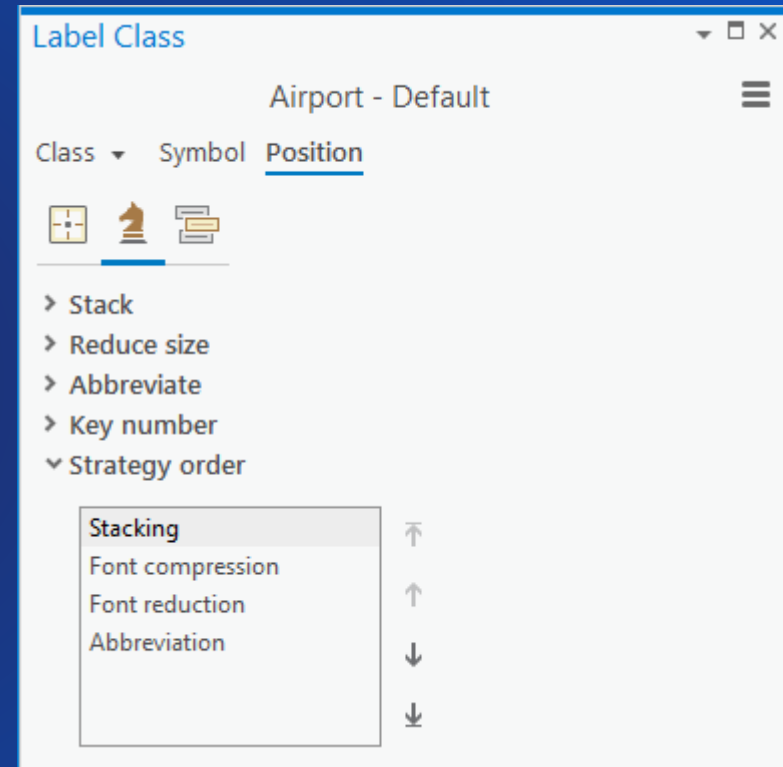 Label Class
Airport - Default
Class Symbol Position
Stack
Reduce size
Abbreviate
Key number
Strategy order
Stacking
Font compression
Font reduction
Abbreviation